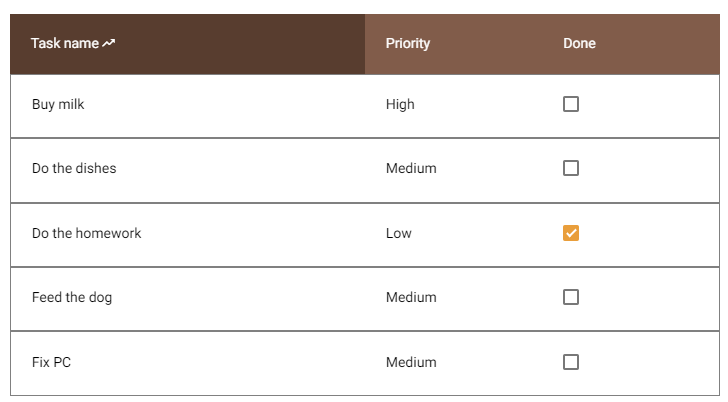 Task name Priority Done
Buy milk High
Do the dishes Medium
Do the homework Low
Feed the dog Medium
Fix PC Medium